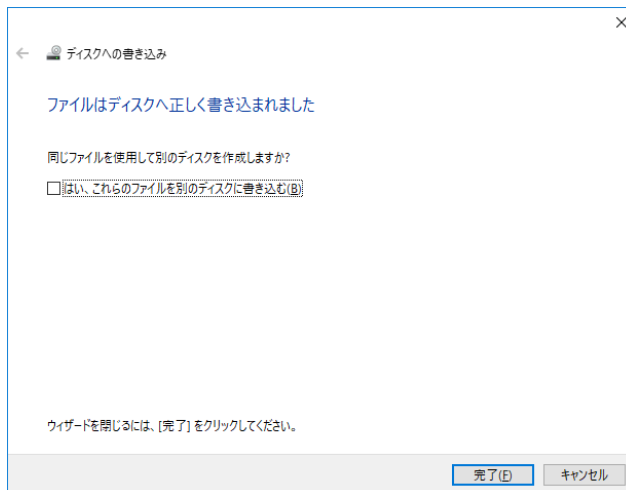 ディスクへの書き込み
ファイルはディスクへ正しく書き込まれました
同じファイルを使用して別のディスクを作成しますか?
はい、これらのファイルを別のディスクに書き込む(B)
ウィザードを閉じるには、[完了] をクリックしてください。
完了(F) キャンセル